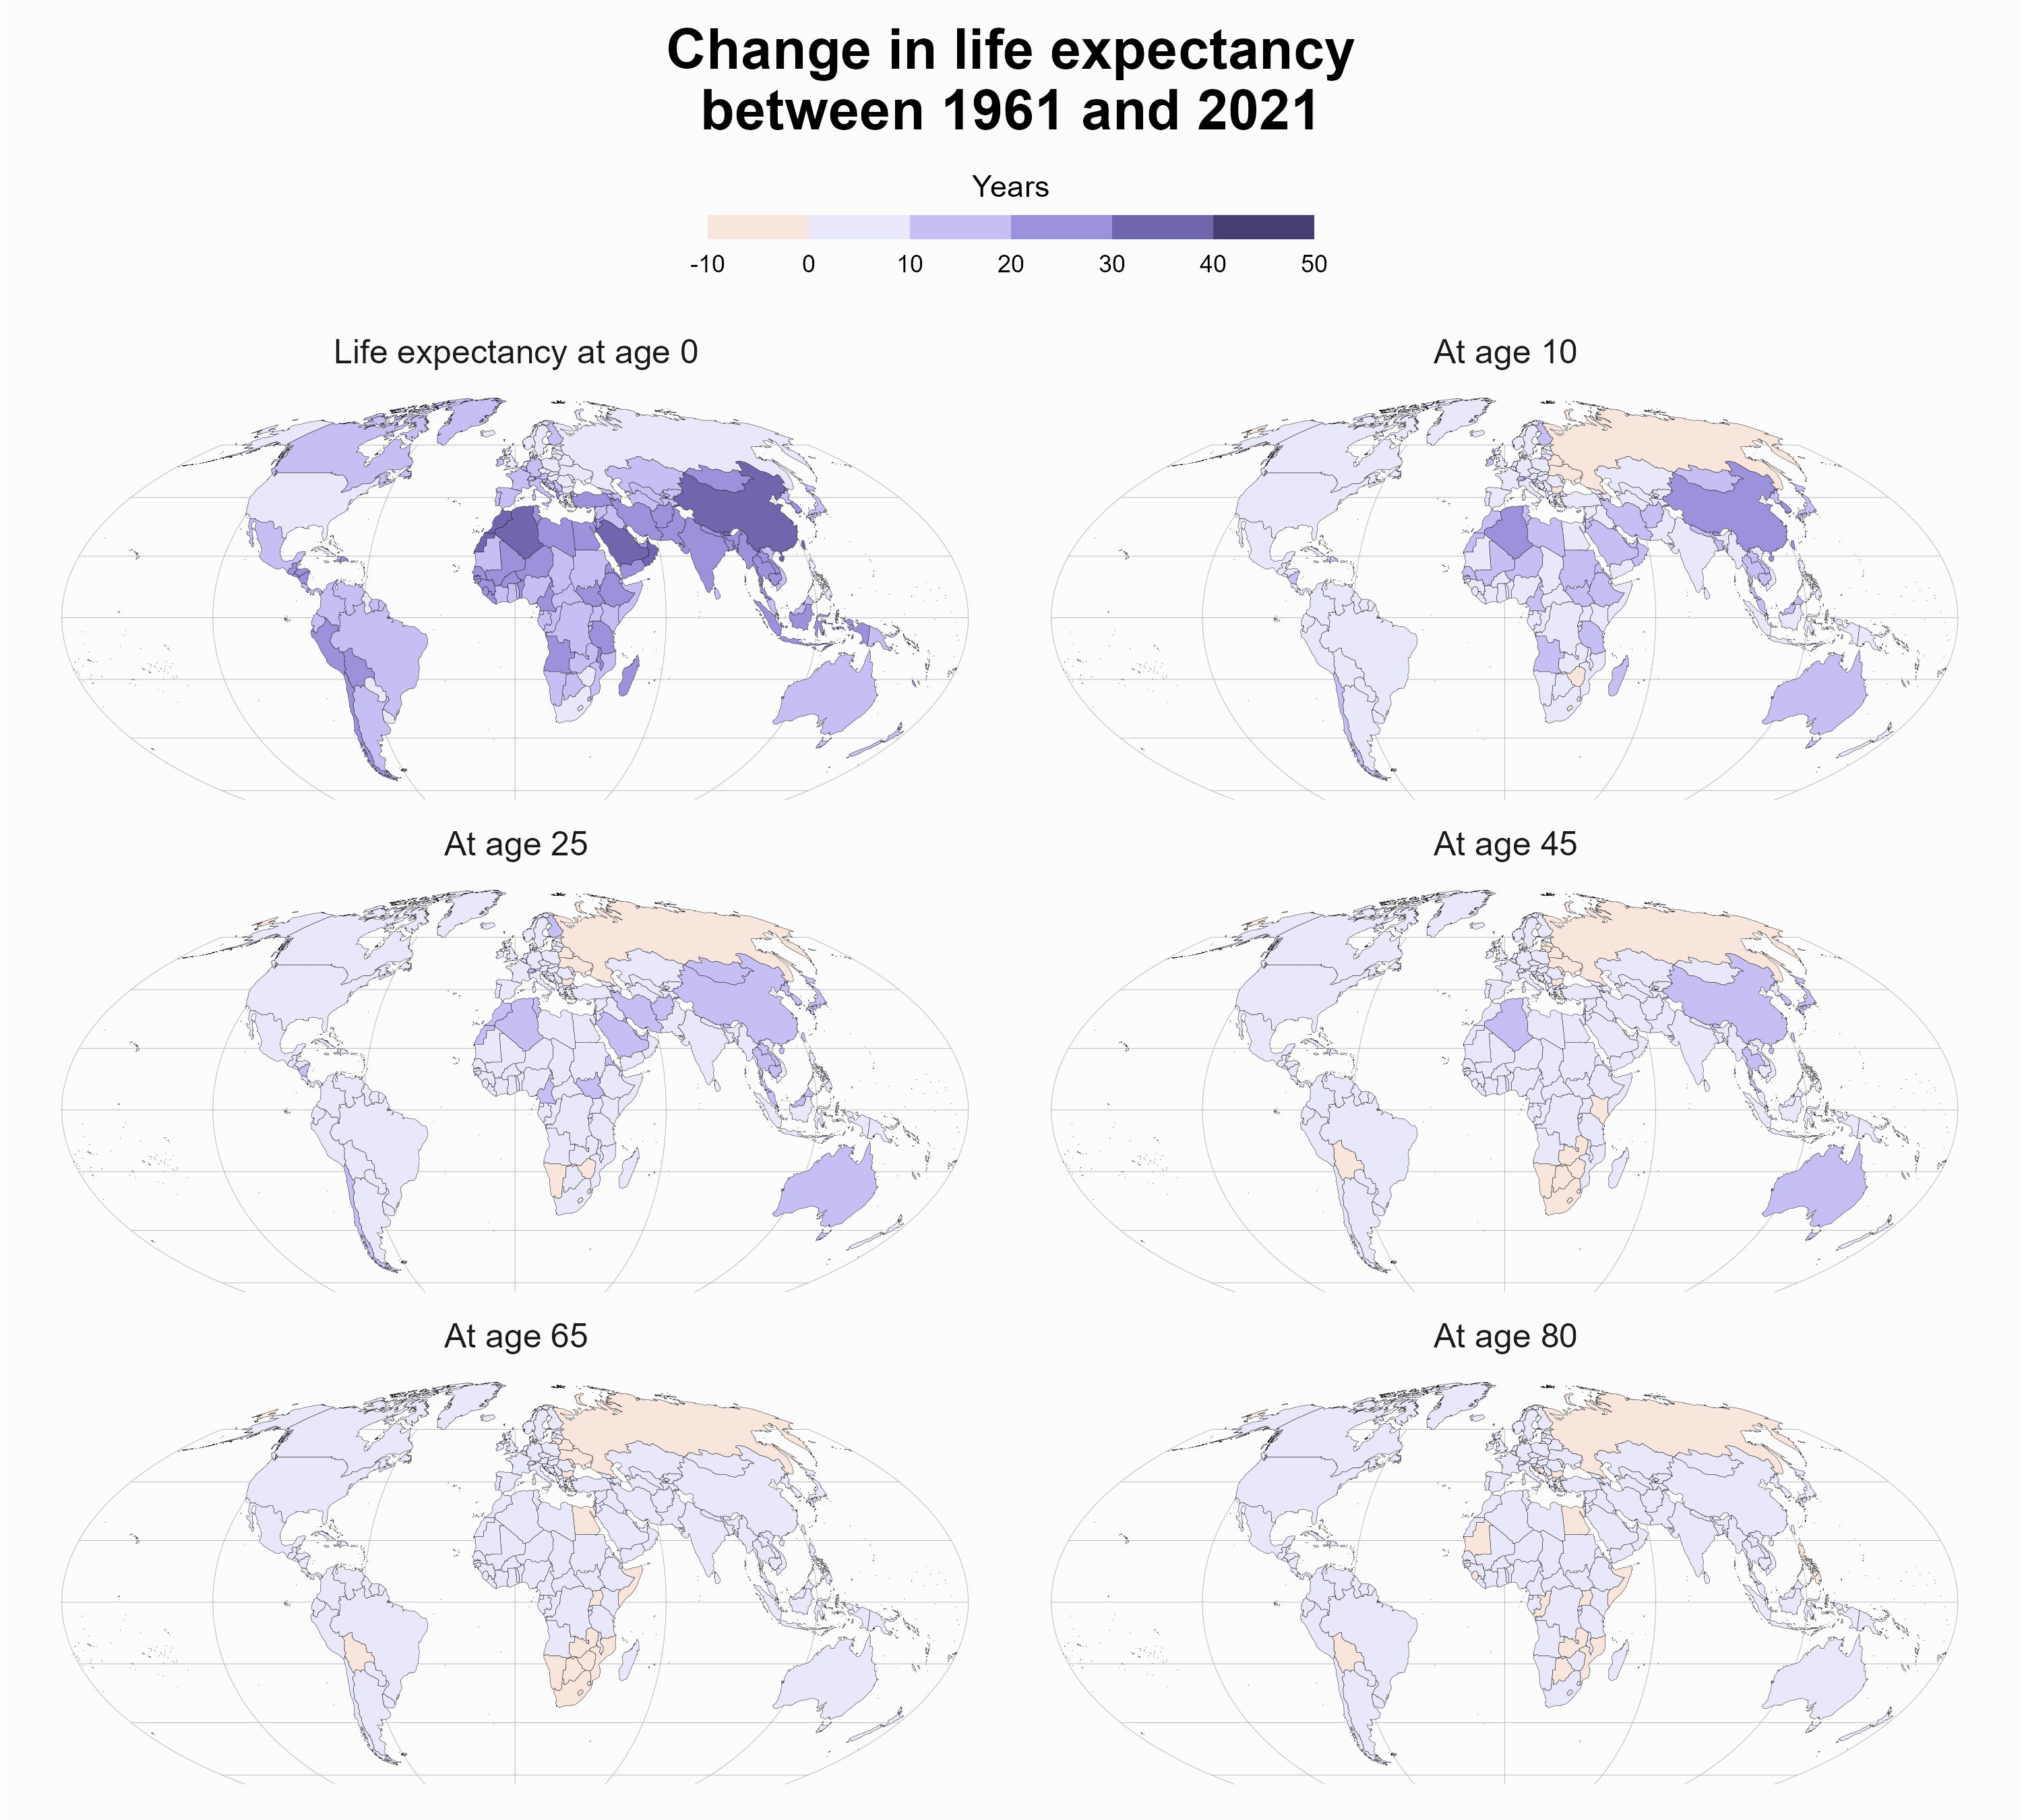 Change in life expectancy
between 1961 and 2021
Years
-10 0 10 20 30 40 50
Life expectancy at age 0
At age 10
At age 25
At age 45
At age 65
At age 80